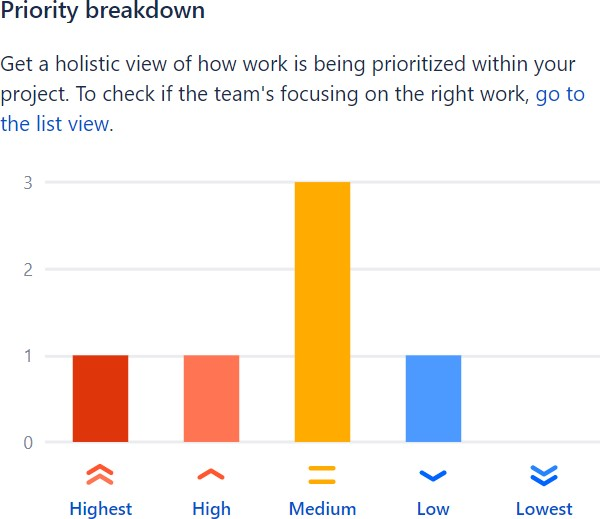 Priority breakdown
Get a holistic view of how work is being prioritized within your
project. To check if the team's focusing on the right work, go to
the list view.
3
2
1
0
Highest High Medium Low Lowest